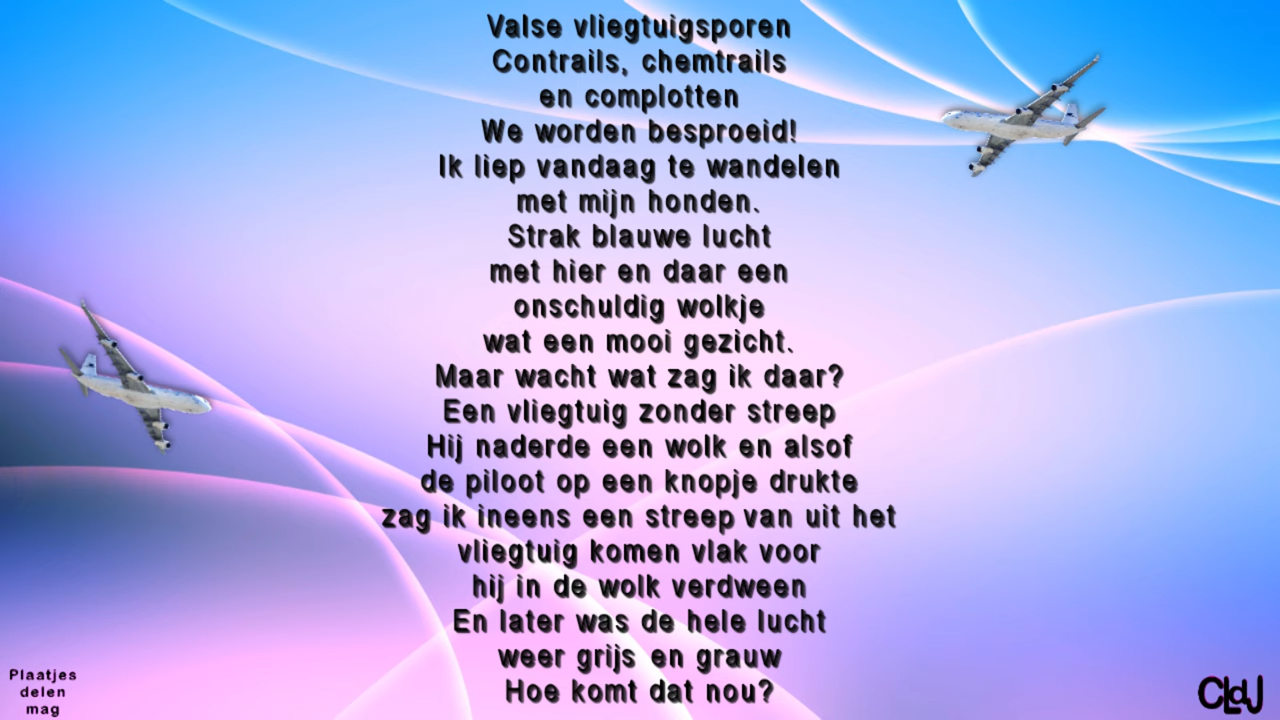 Valse vliegtuigsporen
Contrails, chemtrails
en complotten
We worden besproeid!
Ik liep vandaag te wandelen
met mijn honden.
Strak blauwe lucht
met hier en daar een
onschuldig wolkje
wat een mooi gezicht.
Maar wacht wat zag ik daar?
Een vliegtuig zonder streep
Hij naderde een wolk en alsof
de piloot op een knopje drukte
zag ik ineens een streep van uit het
vliegtuig komen vlak voor
hij in de wolk verdween
En later was de hele lucht
weer grijs en grauw
Hoe komt dat nou?
Plaatjes
delen
mag
CLdJ